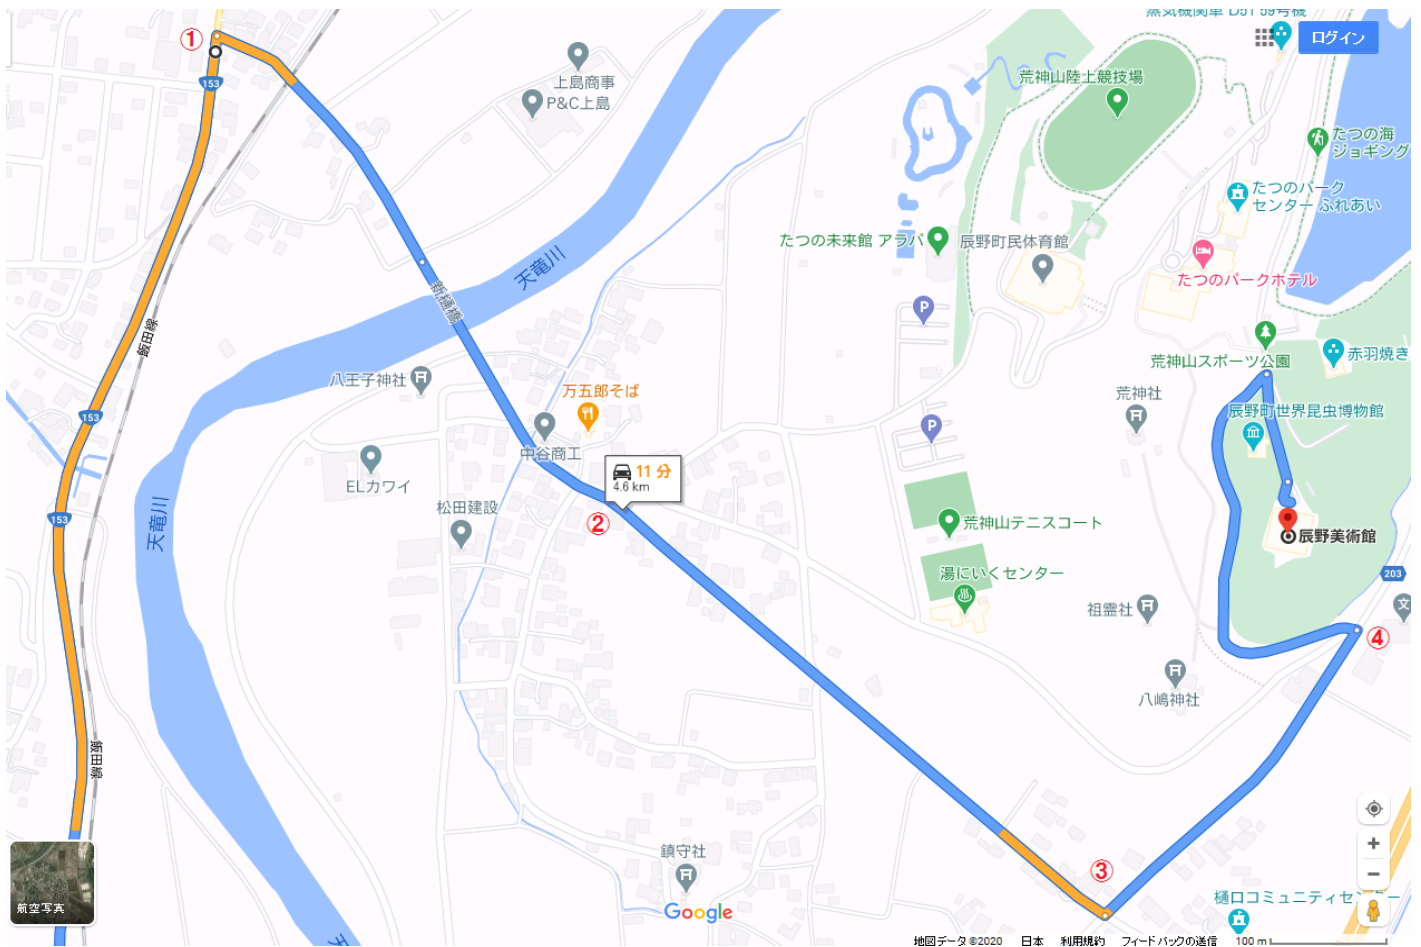 蒸気機関車 D51 59号機
ログイン
①
153
上島商事
P&C上島
荒神山陸上競技場
たつの海
ジョギング
たつのパーク
センター ふれあい
たつの未来館 アラパ
辰野町民体育館
たつのパークホテル
天竜川
新樋橋
飯田線
P
荒神山スポーツ公園
赤羽焼き
八王子神社
万五郎そば
荒神社
辰野町世界昆虫博物館
153
P
中谷商工
11 分
4.6 km
ELカワイ
松田建設
②
153
天竜川
荒神山テニスコート
辰野美術館
湯にいくセンター
203
文
祖霊社
④
八嶋神社
飯田線
鎮守社
③
航空写真
Google
樋口コミュニティセンター
天
地図データ ©2020 日本 利用規約 フィードバックの送信 100 m